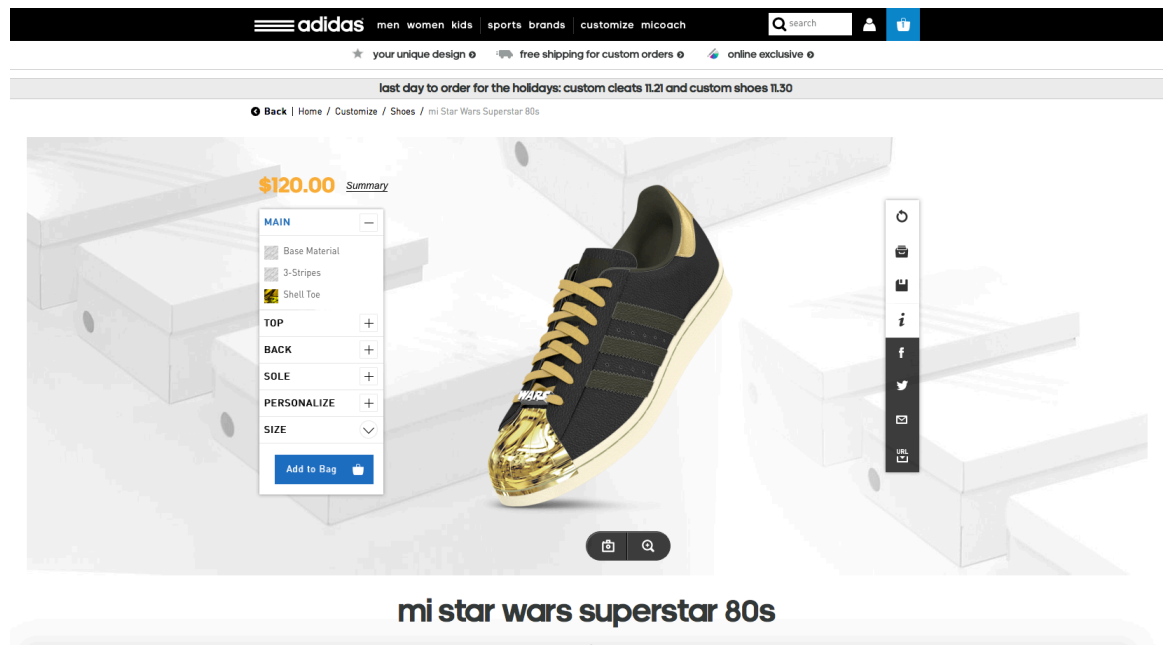 adidas men women kids sports brands customize micoach search
your unique design free shipping for custom orders online exclusive
last day to order for the holidays: custom cleats 11.21 and custom shoes 11.30
Back | Home / Customize / Shoes / mi Star Wars Superstar 80s
$120.00 Summary
MAIN
Base Material
3-Stripes
Shell Toe
TOP
BACK
SOLE
PERSONALIZE
SIZE
Add to Bag
WARS
i
f
URL
mi star wars superstar 80s